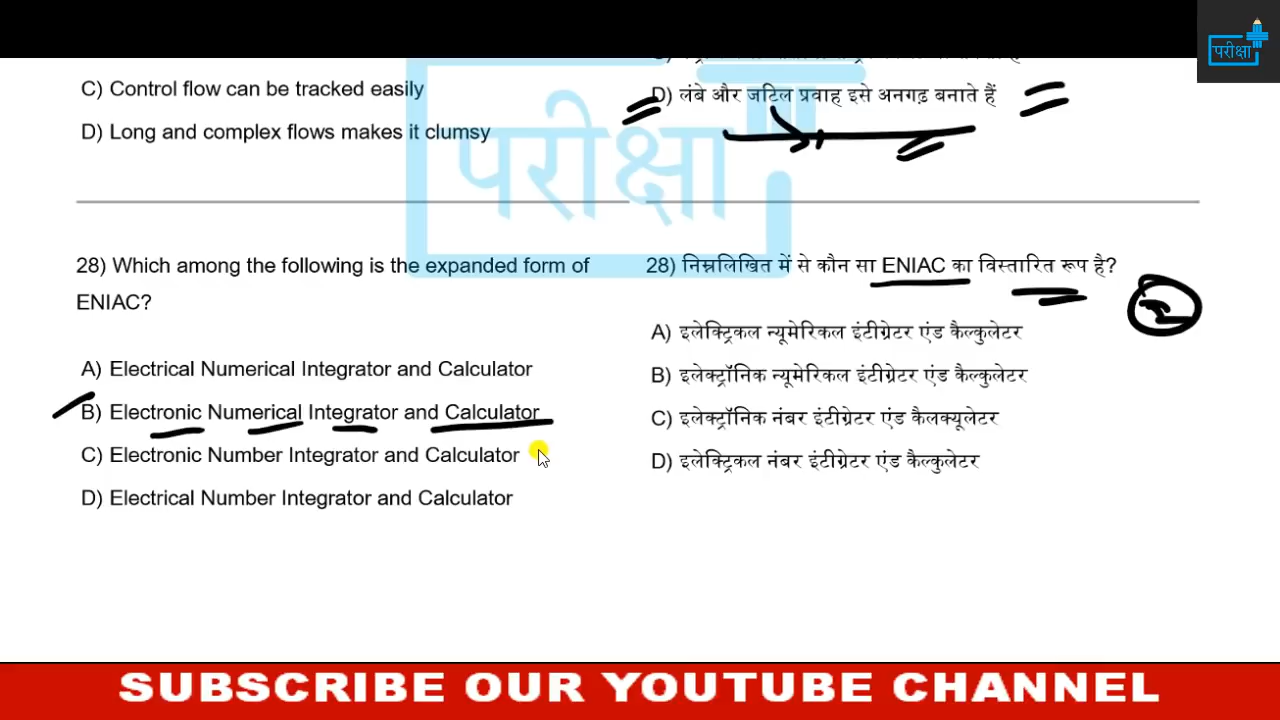 परीक्षा
C) Control flow can be tracked easily
D) Long and complex flows makes it clumsy
D) लंबे और जटिल प्रवाह इसे अनगढ़ बनाते हैं
परीक्षा
28) Which among the following is the expanded form of
ENIAC?
A) Electrical Numerical Integrator and Calculator
B) Electronic Numerical Integrator and Calculator
C) Electronic Number Integrator and Calculator
D) Electrical Number Integrator and Calculator
28) निम्नलिखित में से कौन सा ENIAC का विस्तारित रूप है?
A) इलेक्ट्रिकल न्यूमेरिकल इंटीग्रेटर एंड कैल्कुलेटर
B) इलेक्ट्रॉनिक न्यूमेरिकल इंटीग्रेटर एंड कैल्कुलेटर
C) इलेक्ट्रॉनिक नंबर इंटीग्रेटर एंड कैलक्यूलेटर
D) इलेक्ट्रिकल नंबर इंटीग्रेटर एंड कैल्कुलेटर
SUBSCRIBE OUR YOUTUBE CHANNEL